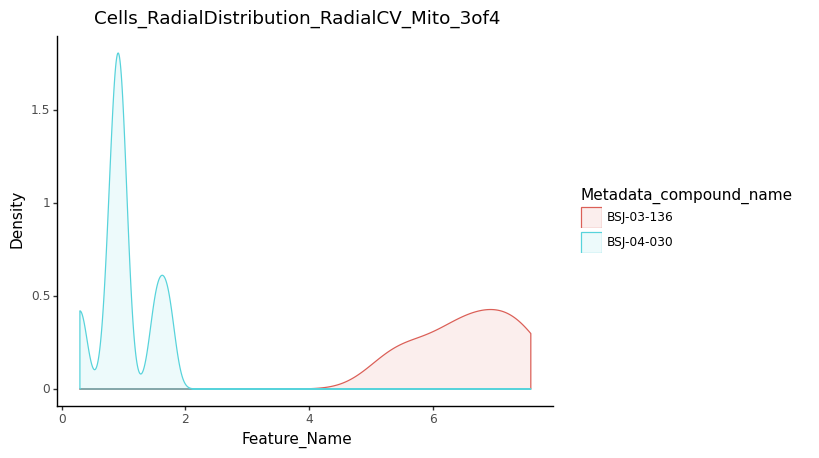 Cells_RadialDistribution_RadialCV_Mito_3of4
1.5
1
0.5
0
Density
0
2
4
6
Feature_Name
Metadata_compound_name
BSJ-03-136
BSJ-04-030